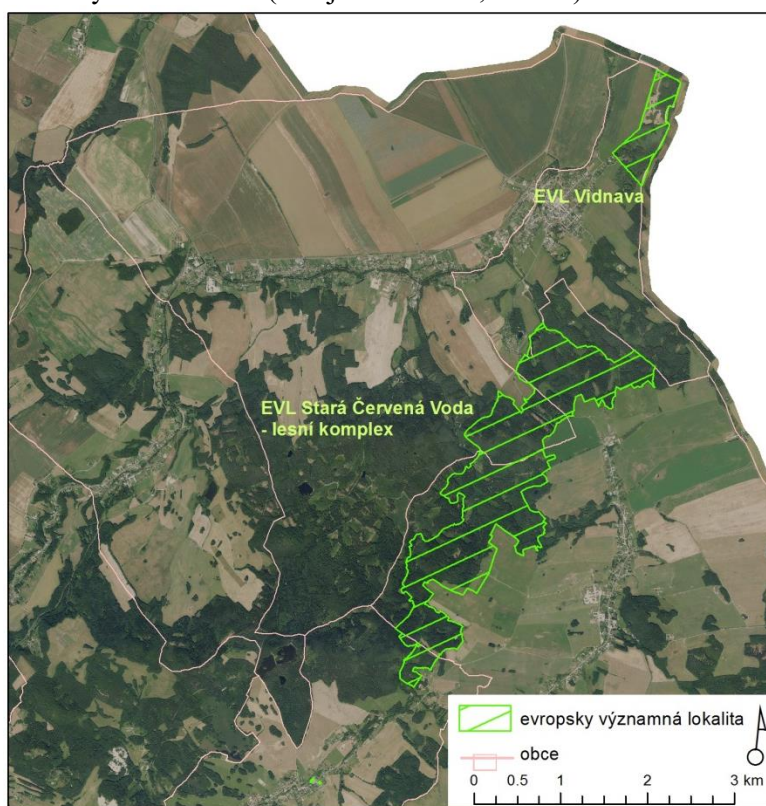 EVL Vidnava
EVL Stará Červená Voda
- lesní komplex
evropsky významná lokalita
obce
0 0.5 1 2 3 km